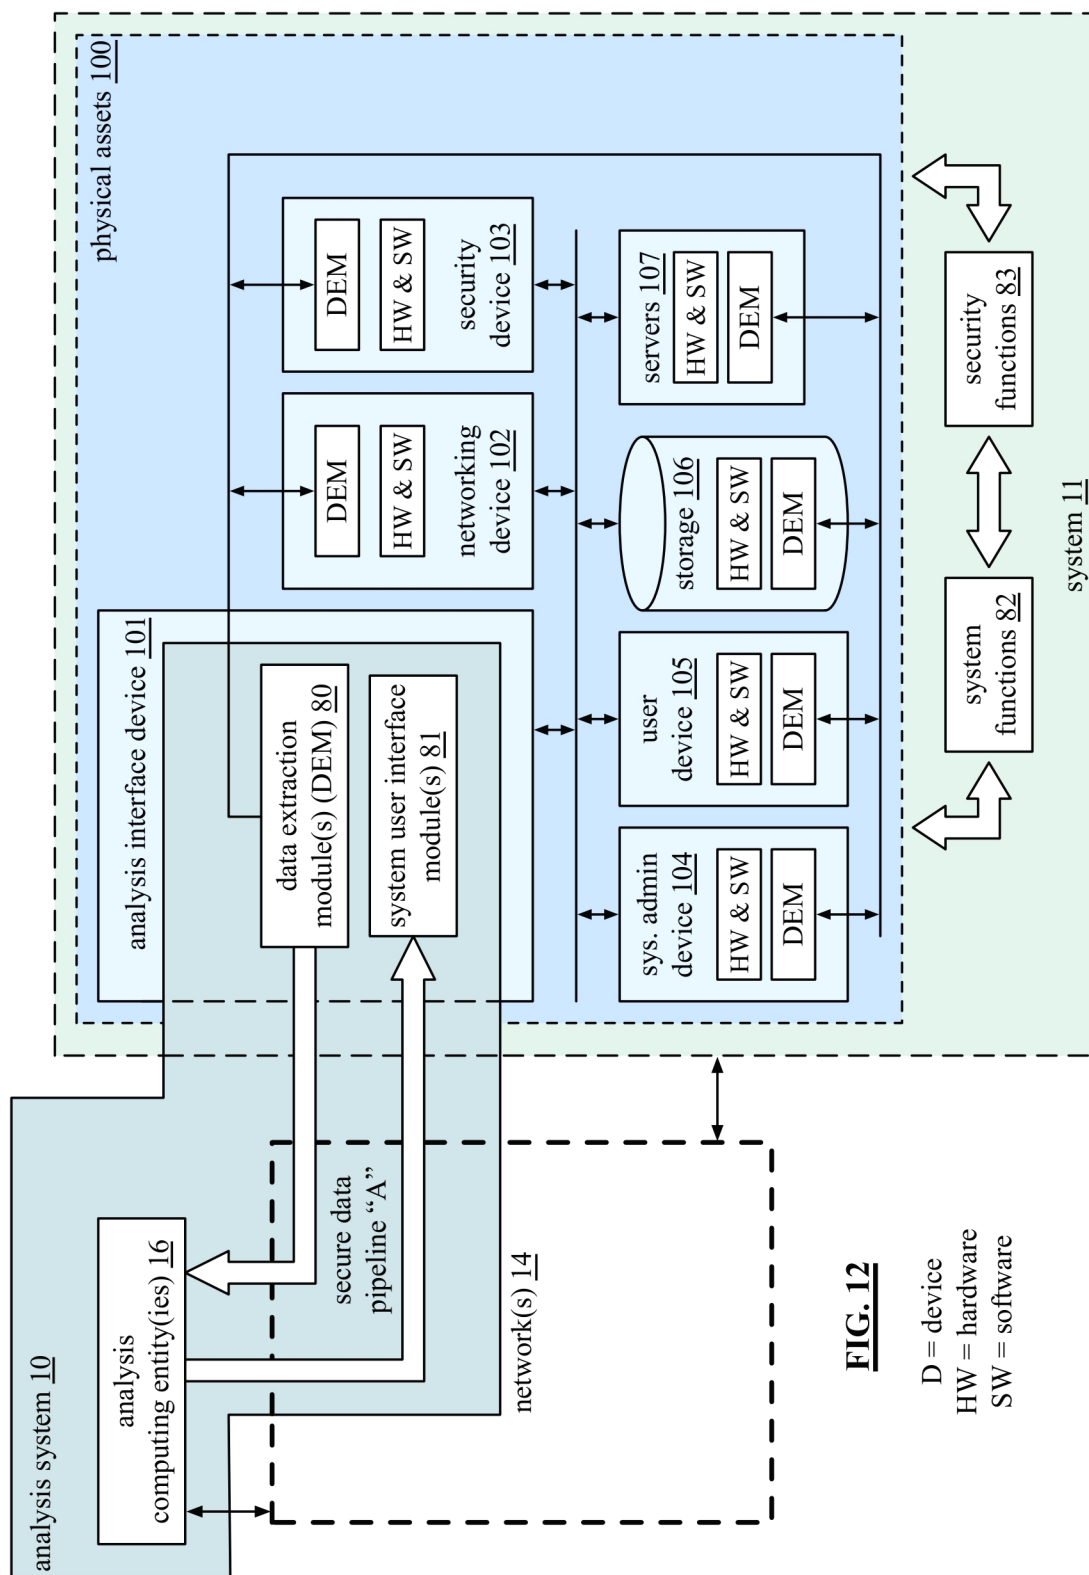 analysis system 10
analysis
computing entity(ies) 16
secure data
pipeline “A”
network(s) 14
physical assets 100
analysis interface device 101
data extraction
module(s) (DEM) 80
system user interface
module(s) 81
DEM
HW & SW
networking
device 102
DEM
HW & SW
security
device 103
sys. admin
device 104
HW & SW
DEM
user
device 105
HW & SW
DEM
storage 106
HW & SW
DEM
servers 107
HW & SW
DEM
system
functions 82
security
functions 83
system 11
FIG. 12
D = device
HW = hardware
SW = software